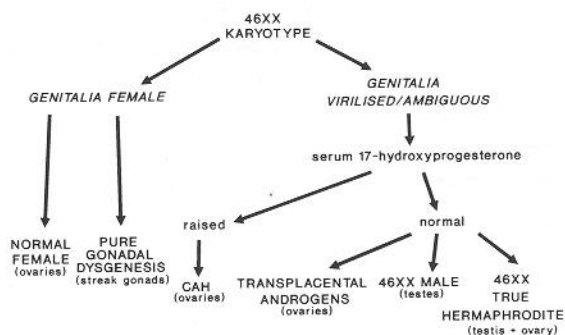 46XX
KARYOTYPE
GENITALIA FEMALE
GENITALIA
VIRILISED/AMBIGUOUS
serum 17-hydroxyprogesterone
raised
normal
NORMAL
FEMALE
(ovaries)
PURE
GONADAL
DYSGENESIS
(streak gonads)
CAH
(ovaries)
TRANSPLACENTAL
ANDROGENS
(ovaries)
46XX MALE
(testes)
46XX
TRUE
HERMAPHRODITE
(testis + ovary)